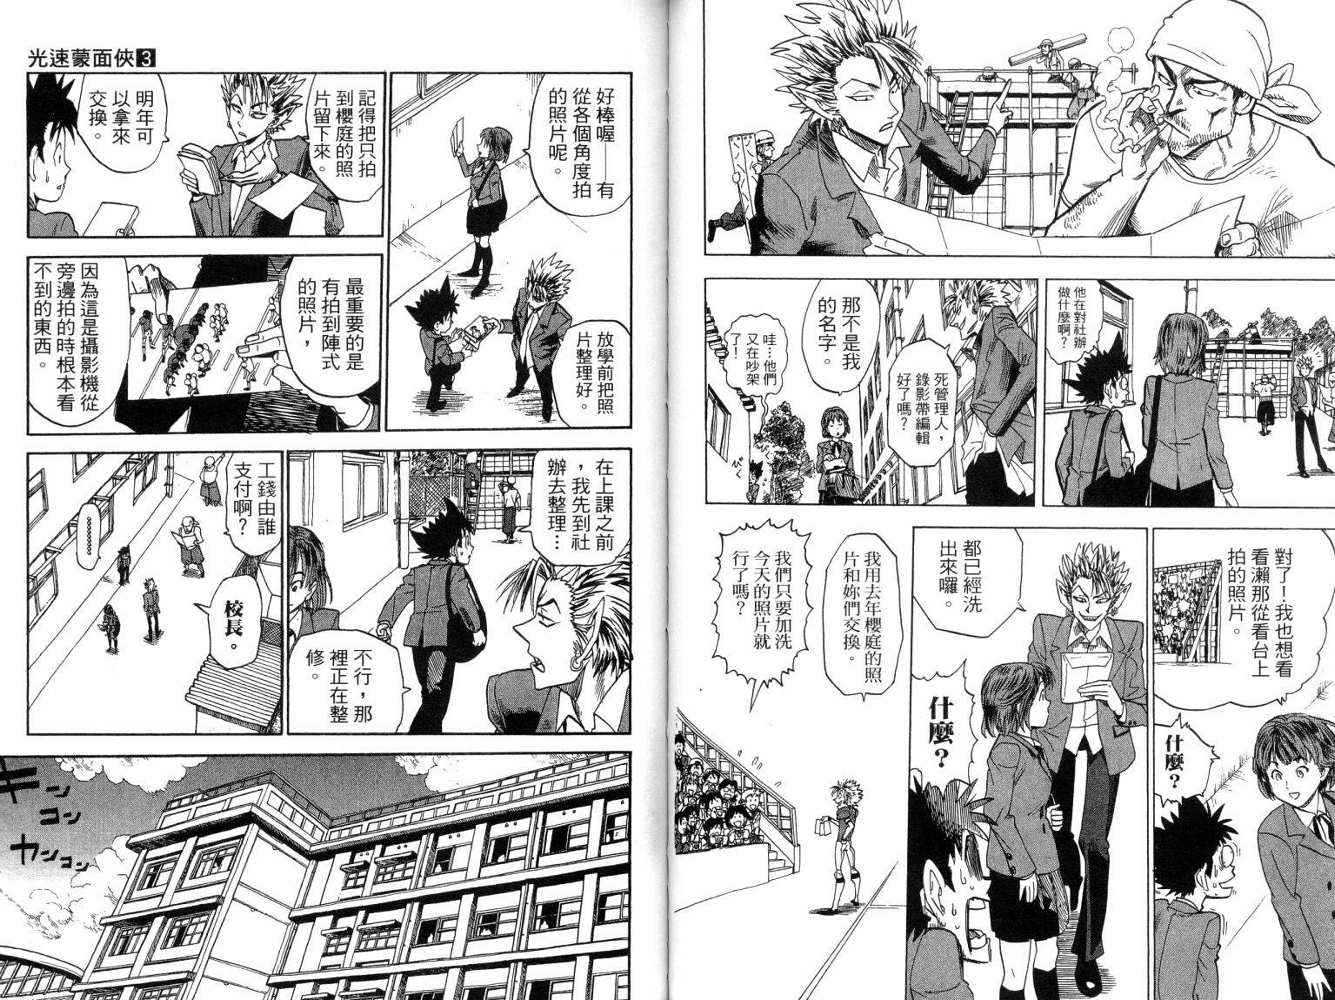 他在對社辦
做什麼啊？
死管理人，
錄影帶編輯
好了嗎？
那不是我
的名字。
哇…他們
又在吵架
了！
對了！我也想看
看瀨那從看台上
拍的照片。
什麼？
都已經洗
出來囉。
什麼？
我用去年櫻庭的照
片和妳們交換。
我們只要加洗
今天的照片就
行了嗎？
光速蒙面俠3
好棒喔——有
從各個角度拍
的照片呢。
放學前把照
片整理好。
記得把只拍
到櫻庭的照
片留下來。
明年可
以拿來
交換。
最重要的是
有拍到陣式
的照片，
因為這是攝影機從
旁邊拍的時根本看
不到的東西。
在上課之前
，我先到社
辦去整理…
不行，那
裡正在整
修。
工錢由誰
支付啊？
校長。
…………
キンコン
カンコン